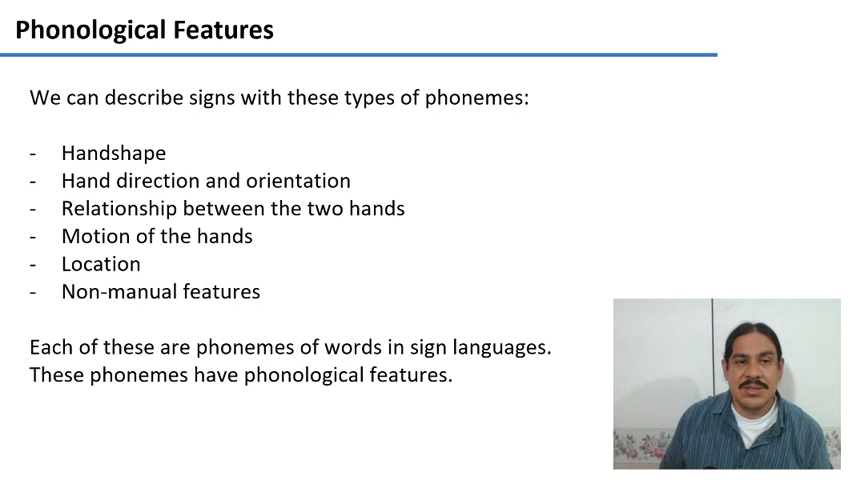 Phonological Features
We can describe signs with these types of phonemes:
- Handshape
- Hand direction and orientation
- Relationship between the two hands
- Motion of the hands
- Location
- Non-manual features
Each of these are phonemes of words in sign languages.
These phonemes have phonological features.